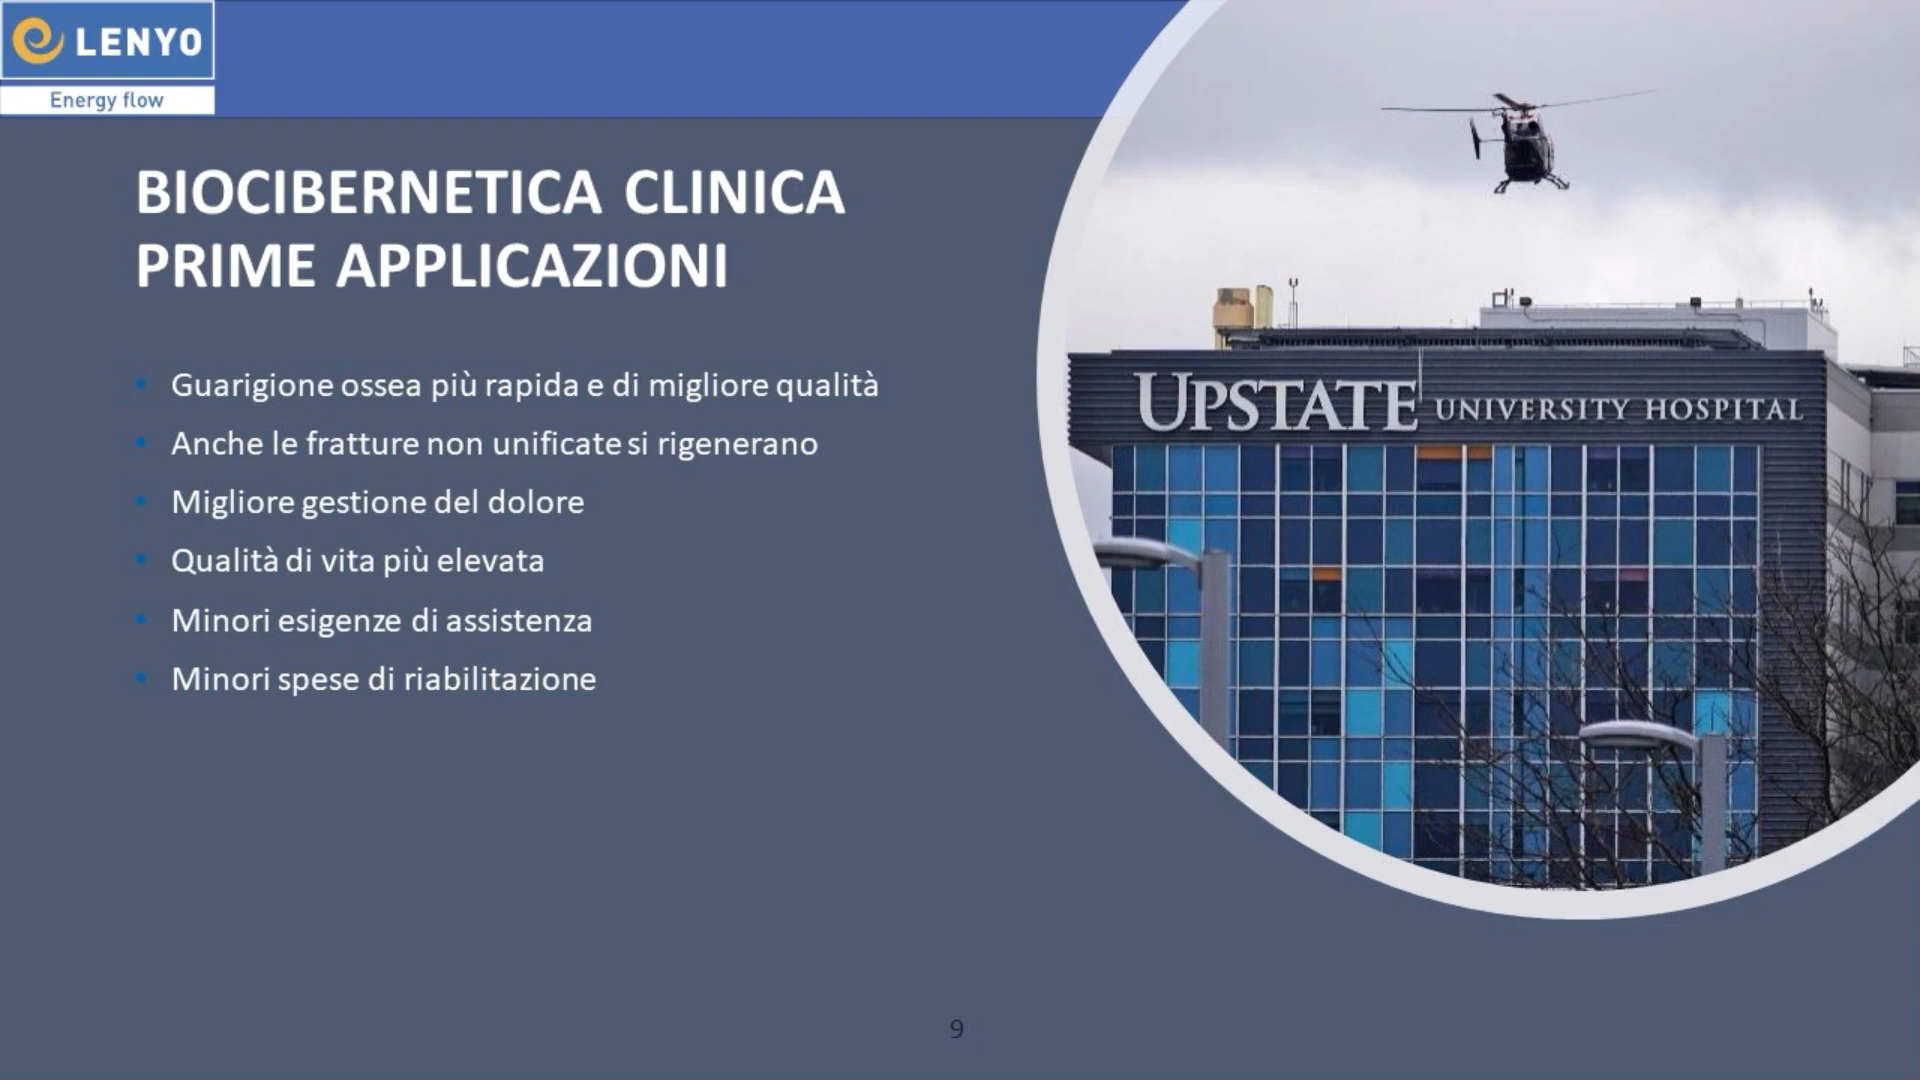 LENYO
Energy flow
BIOCIBERNETICA CLINICA
PRIME APPLICAZIONI
• Guarigione ossea più rapida e di migliore qualità
• Anche le fratture non unificate si rigenerano
• Migliore gestione del dolore
• Qualità di vita più elevata
• Minori esigenze di assistenza
• Minori spese di riabilitazione
UPSTATE UNIVERSITY HOSPITAL
9